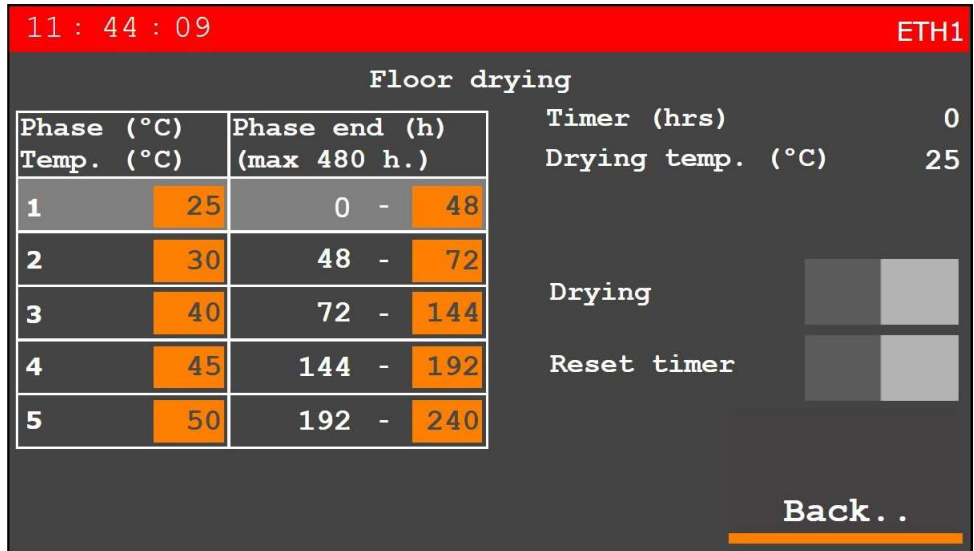 11 : 44 : 09 ETH1
Floor drying
Phase (°C) Phase end (h)
Temp. (°C) (max 480 h.)
1 25 0 - 48
2 30 48 - 72
3 40 72 - 144
4 45 144 - 192
5 50 192 - 240
Timer (hrs) 0
Drying temp. (°C) 25
Drying
Reset timer
Back..